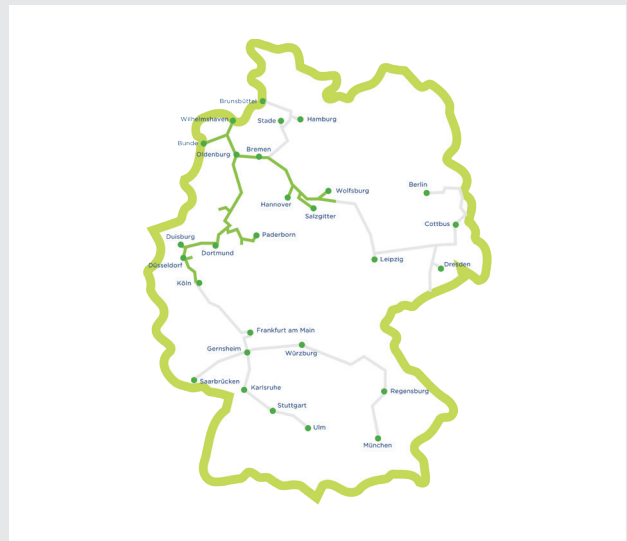 Brunsbüttel
Wilhelmshaven
Stade
Hamburg
Bunde
Oldenburg
Bremen
Berlin
Wolfsburg
Hannover
Salzgitter
Cottbus
Duisburg
Paderborn
Dortmund
Düsseldorf
Leipzig
Dresden
Köln
Frankfurt am Main
Gernsheim
Würzburg
Saarbrücken
Karlsruhe
Regensburg
Stuttgart
Ulm
München